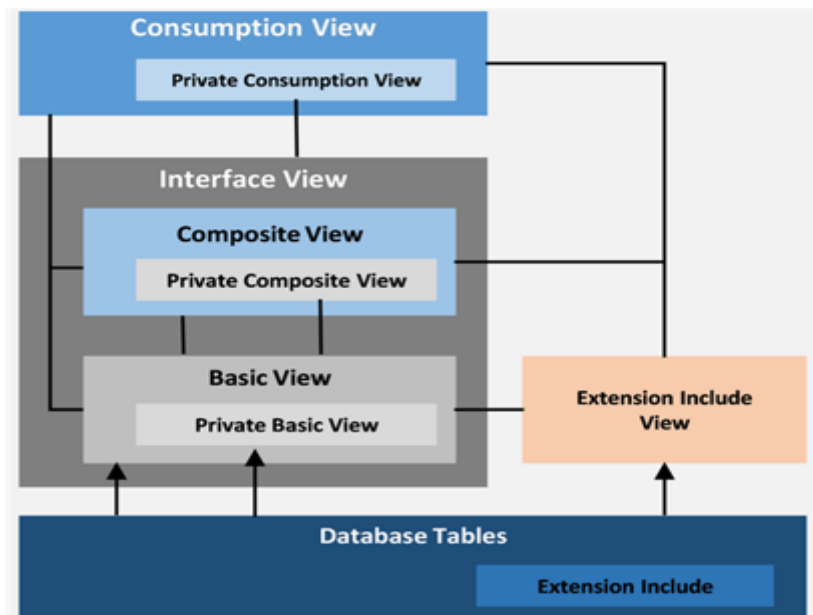 Consumption View
Private Consumption View
Interface View
Composite View
Private Composite View
Basic View
Private Basic View
Extension Include
View
Database Tables
Extension Include